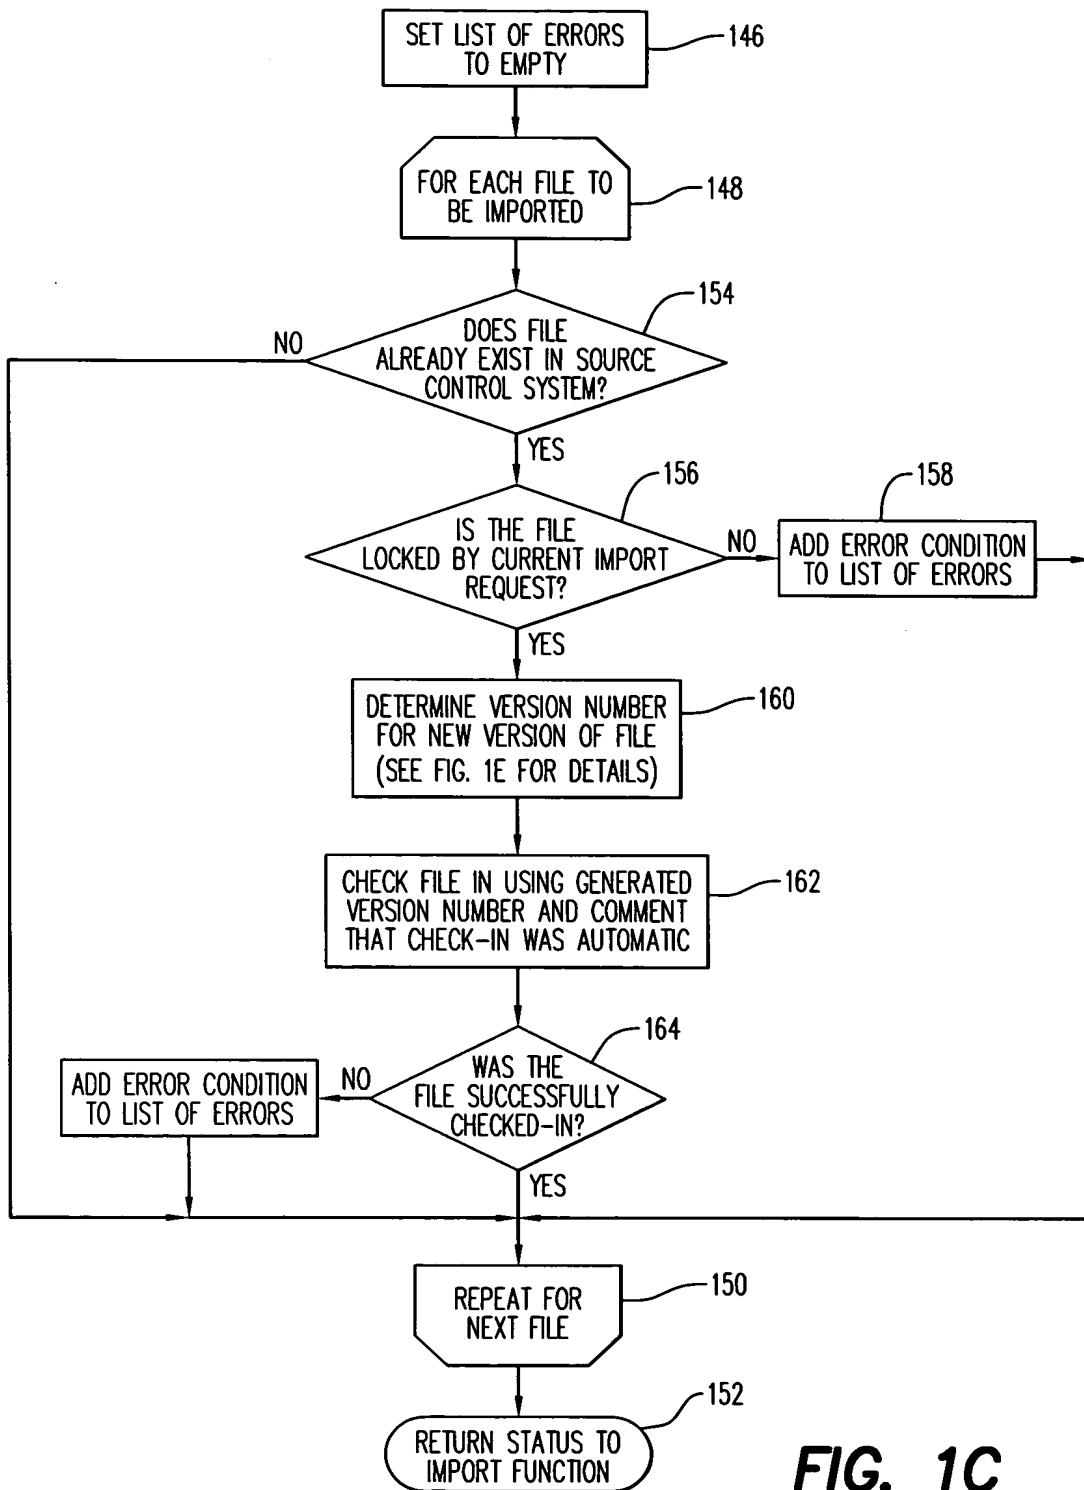 SET LIST OF ERRORS
TO EMPTY
146
FOR EACH FILE TO
BE IMPORTED
148
154
DOES FILE
ALREADY EXIST IN SOURCE
CONTROL SYSTEM?
NO
YES
156
158
IS THE FILE
LOCKED BY CURRENT IMPORT
REQUEST?
NO
ADD ERROR CONDITION
TO LIST OF ERRORS
YES
DETERMINE VERSION NUMBER
FOR NEW VERSION OF FILE
(SEE FIG. 1E FOR DETAILS)
160
CHECK FILE IN USING GENERATED
VERSION NUMBER AND COMMENT
THAT CHECK-IN WAS AUTOMATIC
162
164
WAS THE
FILE SUCCESSFULLY
CHECKED-IN?
NO
ADD ERROR CONDITION
TO LIST OF ERRORS
YES
REPEAT FOR
NEXT FILE
150
152
RETURN STATUS TO
IMPORT FUNCTION
FIG. 1C